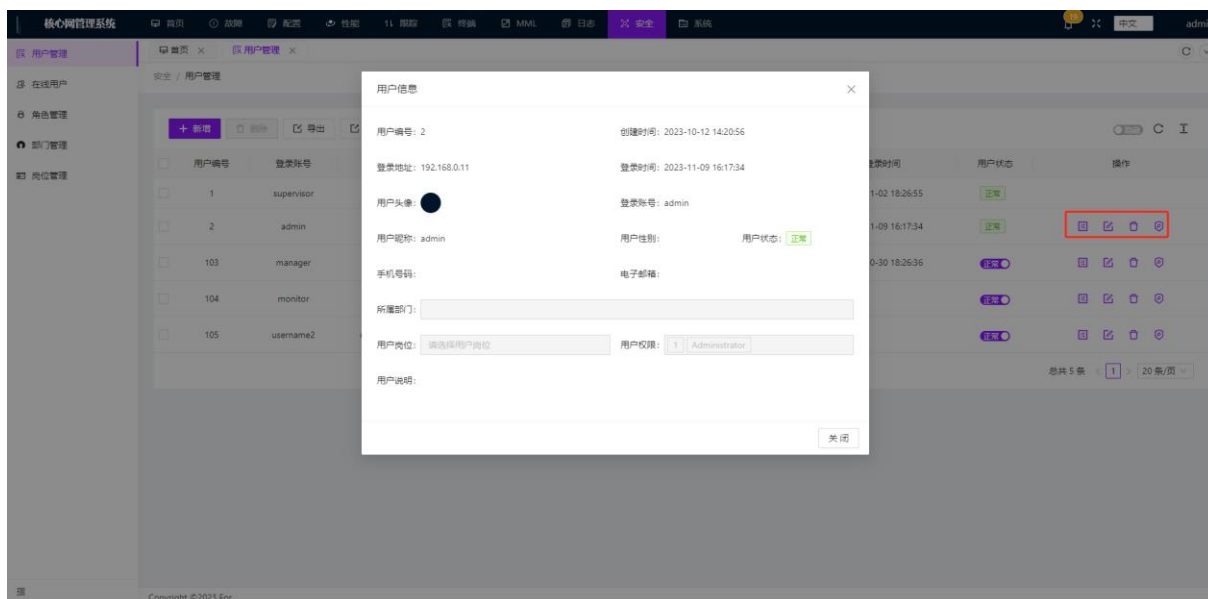 核心网管理系统 首页 故障 配置 性能 跟踪 终端 MML 日志 安全 系统 15 中文 admi
用户管理 首页 用户管理
在线用户 安全 / 用户管理
角色管理
部门管理
岗位管理
新增 删除 导出
用户编号 登录账号 登录时间 用户状态 操作
1 supervisor 1-02 18:26:55 正常
2 admin 1-09 16:17:34 正常
103 manager 0-30 18:26:36 正常
104 monitor 正常
105 username2 正常
总共 5 条 < 1 > 20 条/页
用户信息
用户编号: 2 创建时间: 2023-10-12 14:20:56
登录地址: 192.168.0.11 登录时间: 2023-11-09 16:17:34
用户头像: 登录账号: admin
用户昵称: admin 用户性别: 用户状态: 正常
手机号码: 电子邮箱:
所属部门:
用户岗位: 请选择用户岗位 用户权限: 1 Administrator
用户说明:
关 闭
Copyright ©2023 For